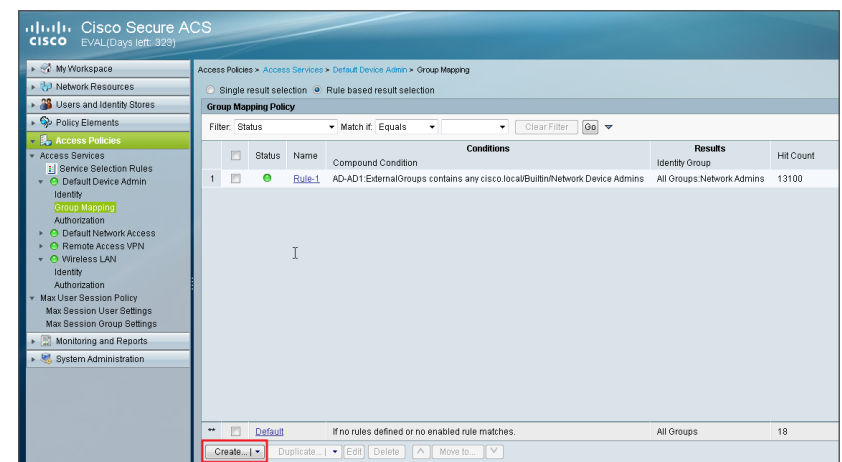 Cisco Secure ACS
CISCO EVAL(Days left: 323)
My Workspace
Network Resources
Users and Identity Stores
Policy Elements
Access Policies
Access Services
Service Selection Rules
Default Device Admin
Identity
Group Mapping
Authorization
Default Network Access
Remote Access VPN
Wireless LAN
Identity
Authorization
Max User Session Policy
Max Session User Settings
Max Session Group Settings
Monitoring and Reports
System Administration
Access Policies > Access Services > Default Device Admin > Group Mapping
Single result selection Rule based result selection
Group Mapping Policy
Filter: Status Match if: Equals Clear Filter Go
Status Name Conditions Results Hit Count
Compound Condition Identity Group
1 Rule-1 AD-AD1:ExternalGroups contains any cisco.local/Builtin/Network Device Admins All Groups:Network Admins 13100
** Default If no rules defined or no enabled rule matches. All Groups 18
Create... | Duplicate... | Edit Delete Move to...